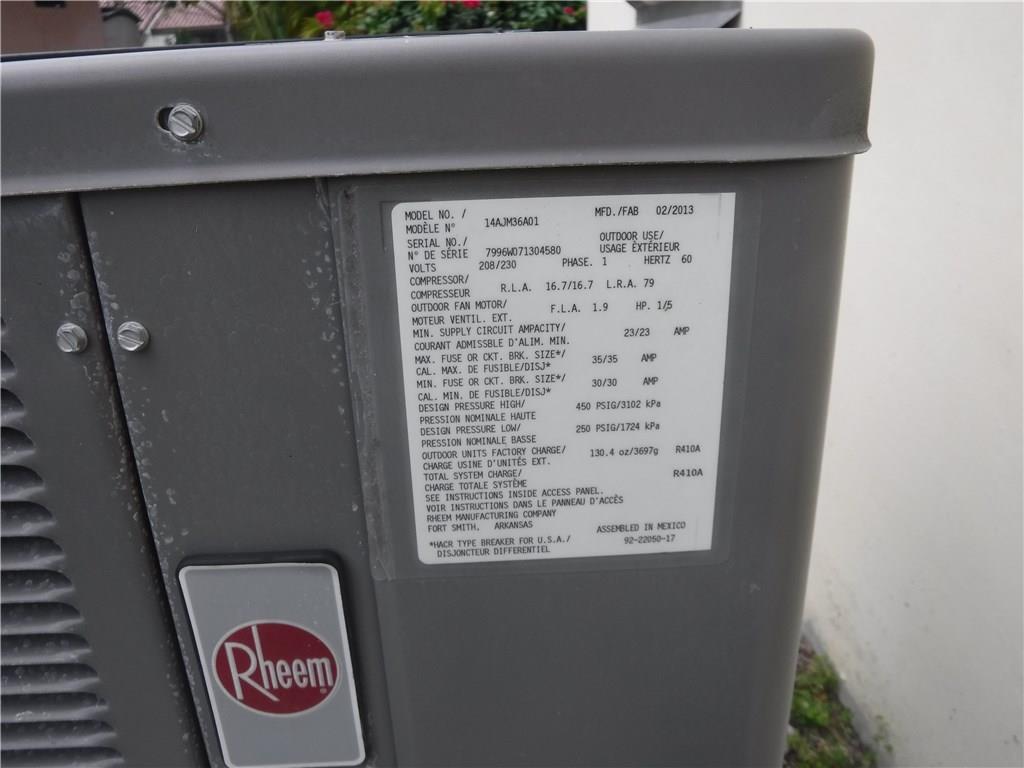 MODEL NO. / MODÈLE N° 14AJM36A01 MFD./FAB 02/2013
SERIAL NO./ N° DE SÉRIE 7996W071304580 OUTDOOR USE/ USAGE ÉXTÉRIEUR
VOLTS 208/230 PHASE. 1 HERTZ 60
COMPRESSOR/
COMPRESSEUR R.L.A. 16.7/16.7 L.R.A. 79
OUTDOOR FAN MOTOR/ F.L.A. 1.9 HP. 1/5
MOTEUR VENTIL. EXT.
MIN. SUPPLY CIRCUIT AMPACITY/ 23/23 AMP
COURANT ADMISSBLE D'ALIM. MIN.
MAX. FUSE OR CKT. BRK. SIZE*/ 35/35 AMP
CAL. MAX. DE FUSIBLE/DISJ*
MIN. FUSE OR CKT. BRK. SIZE*/ 30/30 AMP
CAL. MIN. DE FUSIBLE/DISJ*
DESIGN PRESSURE HIGH/ 450 PSIG/3102 kPa
PRESSION NOMINALE HAUTE
DESIGN PRESSURE LOW/ 250 PSIG/1724 kPa
PRESSION NOMINALE BASSE
OUTDOOR UNITS FACTORY CHARGE/ 130.4 oz/3697g R410A
CHARGE USINE D'UNITÉS EXT.
TOTAL SYSTEM CHARGE/ R410A
CHARGE TOTALE SYSTÈME
SEE INSTRUCTIONS INSIDE ACCESS PANEL.
VOIR INSTRUCTIONS DANS LE PANNEAU D'ACCÈS
RHEEM MANUFACTURING COMPANY
FORT SMITH, ARKANSAS ASSEMBLED IN MEXICO
*HACR TYPE BREAKER FOR U.S.A./ 92-22050-17
DISJONCTEUR DIFFERENTIEL
Rheem